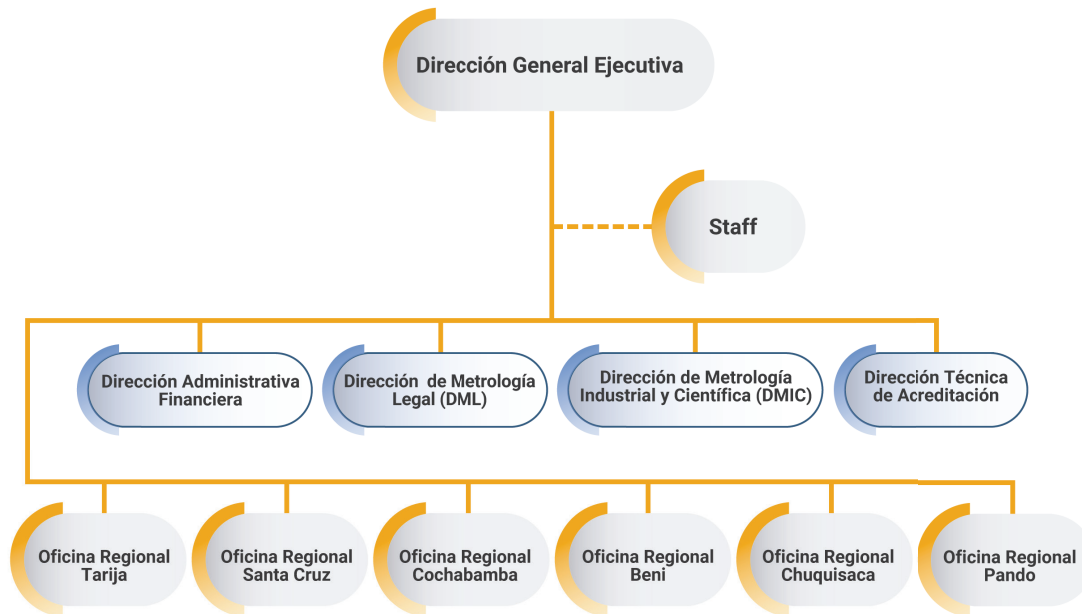 Dirección General Ejecutiva
Staff
Dirección Administrativa
Financiera
Dirección de Metrología
Legal (DML)
Dirección de Metrología
Industrial y Científica (DMIC)
Dirección Técnica
de Acreditación
Oficina Regional
Tarija
Oficina Regional
Santa Cruz
Oficina Regional
Cochabamba
Oficina Regional
Beni
Oficina Regional
Chuquisaca
Oficina Regional
Pando